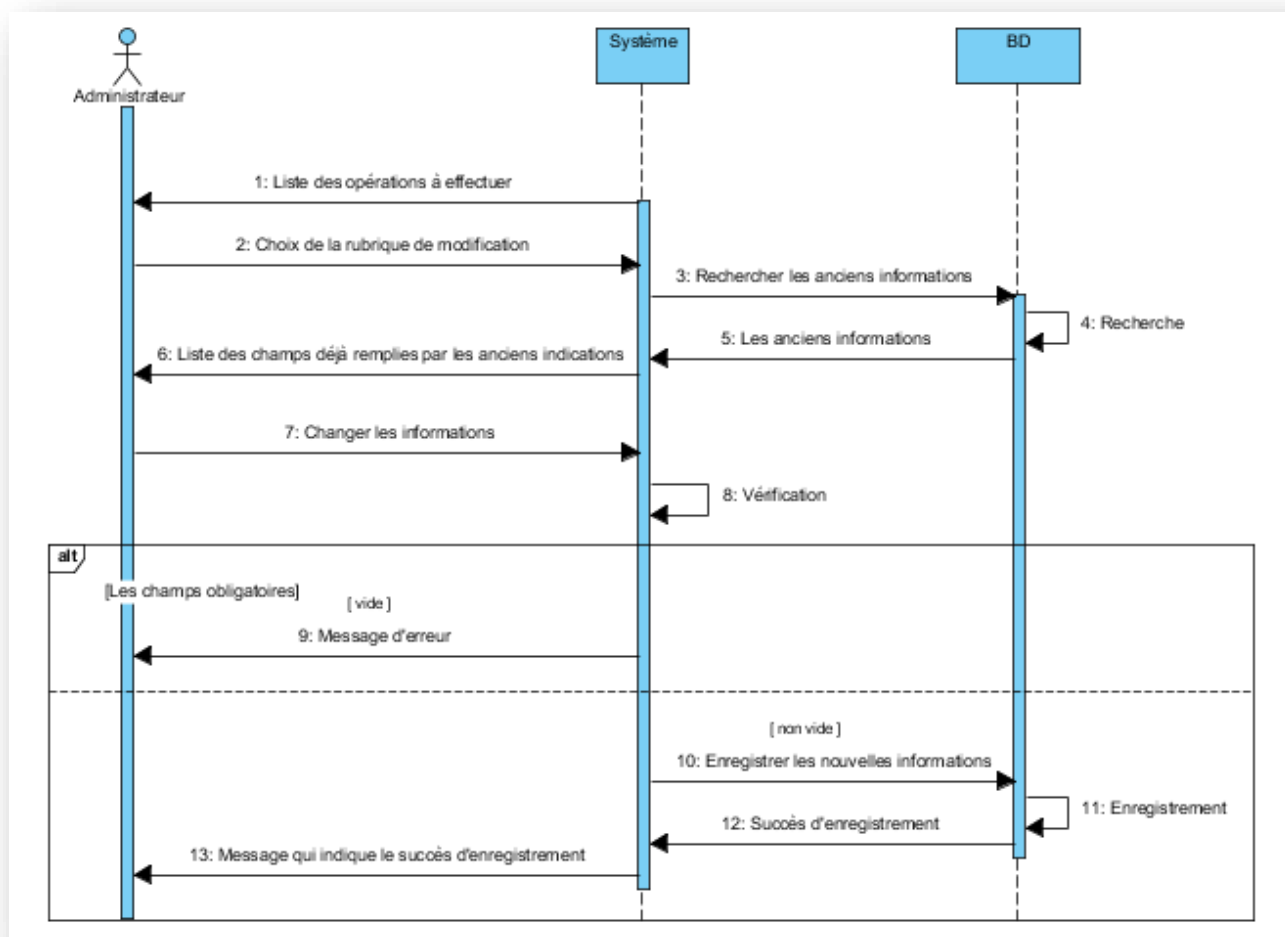 Système
BD
Administrateur
1: Liste des opérations à effectuer
2: Choix de la rubrique de modification
3: Rechercher les anciens informations
4: Recherche
5: Les anciens informations
6: Liste des champs déjà remplies par les anciens indications
7: Changer les informations
8: Vérification
alt
[Les champs obligatoires]
[ vide ]
9: Message d'erreur
[ non vide ]
10: Enregistrer les nouvelles informations
11: Enregistrement
12: Succès d'enregistrement
13: Message qui indique le succès d'enregistrement